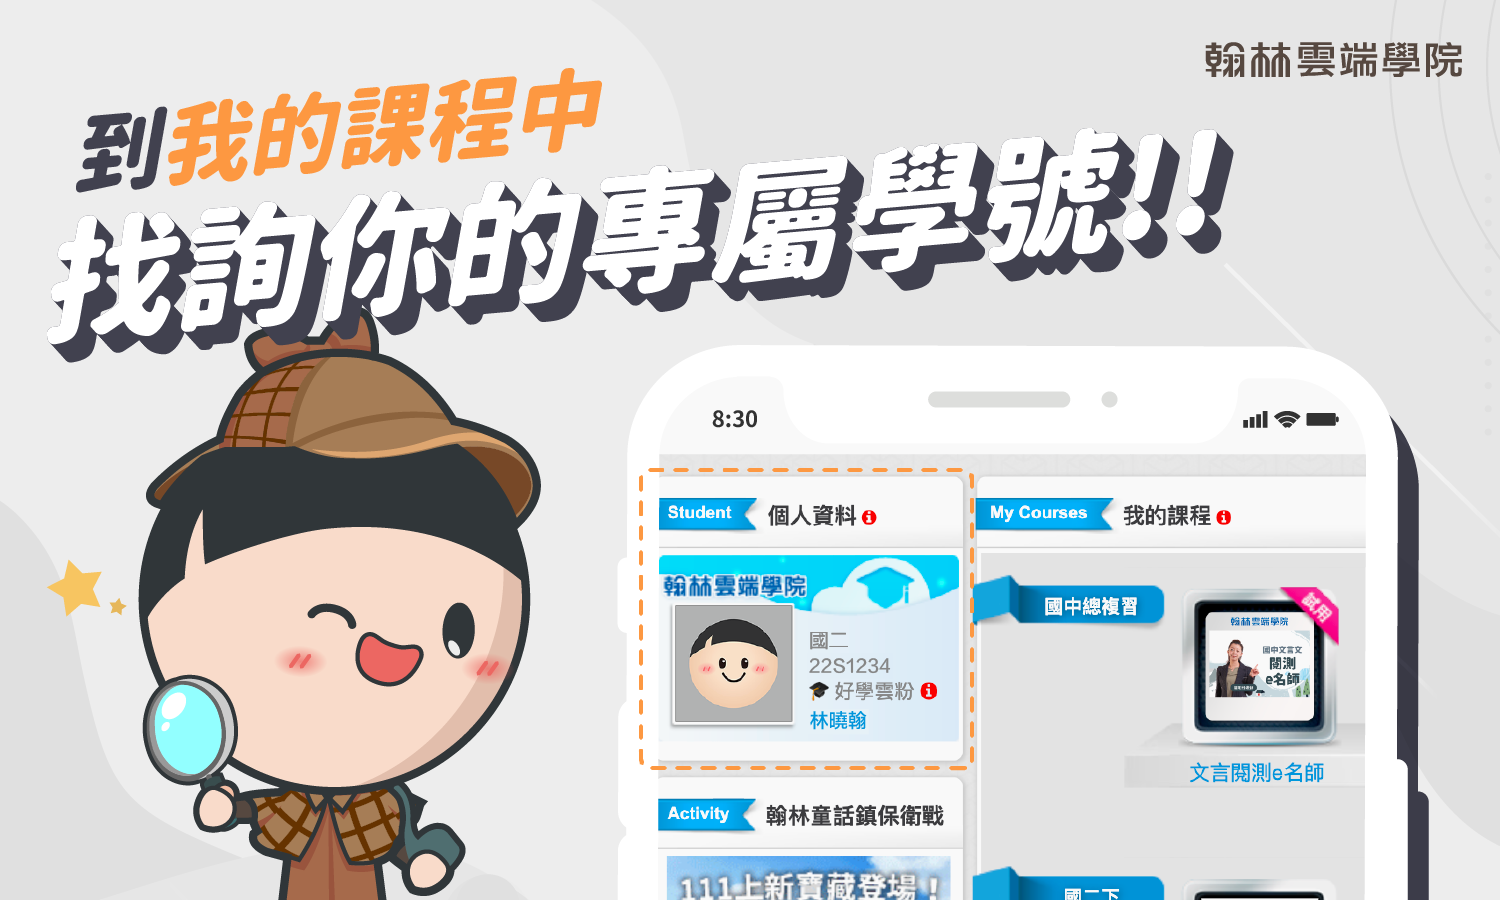 翰林雲端學院
到我的課程中
找詢你的專屬學號!!
8:30
Student 個人資料
翰林雲端學院
國二
22S1234
好學雲粉
林曉翰
Activity 翰林童話鎮保衛戰
111上新寶藏登場！
My Courses 我的課程
國中總複習
試用
翰林雲端學院
國中文言文
閱測
e名師
文言閱測e名師
國二下